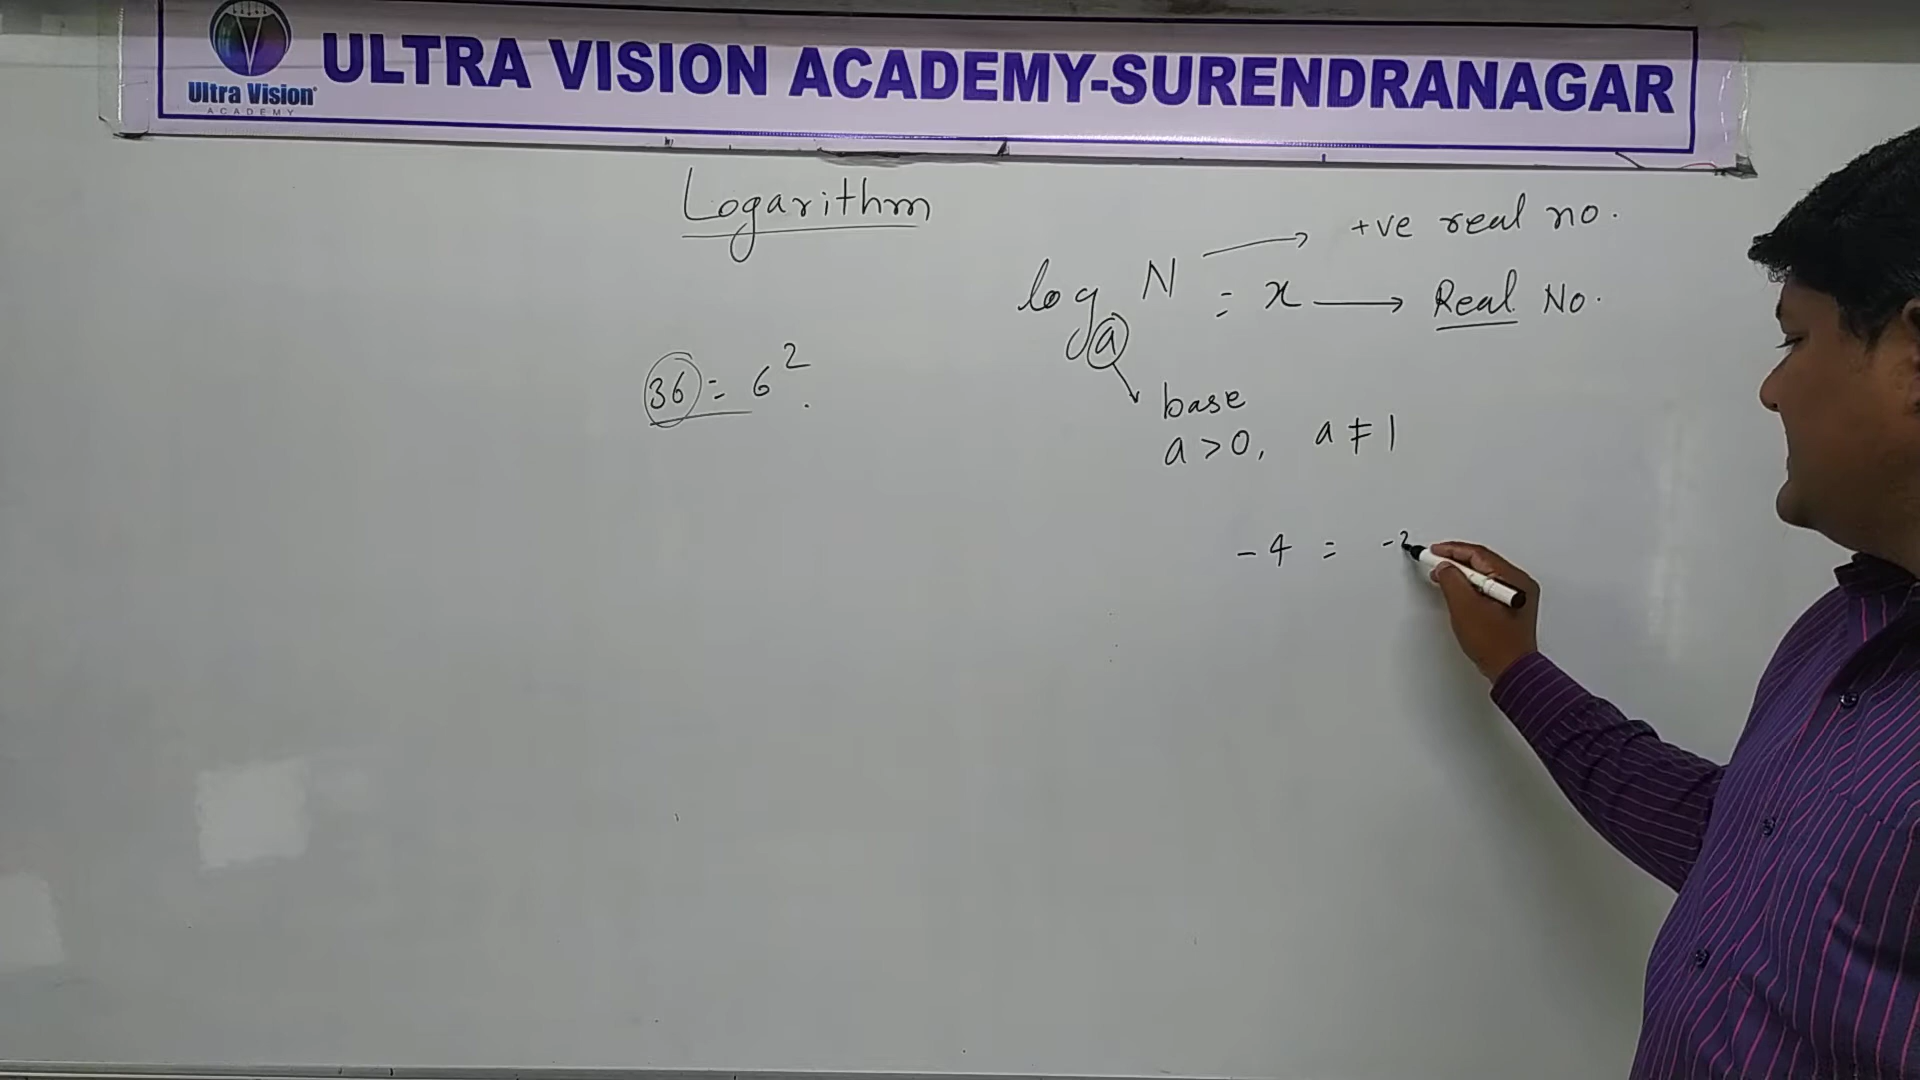 Ultra Vision
ACADEMY
ULTRA VISION ACADEMY-SURENDRANAGAR
Logarithm
+ve real no.
log a N = x → Real No.
36 = 6²
base
a > 0, a ≠ 1
-4 = -2